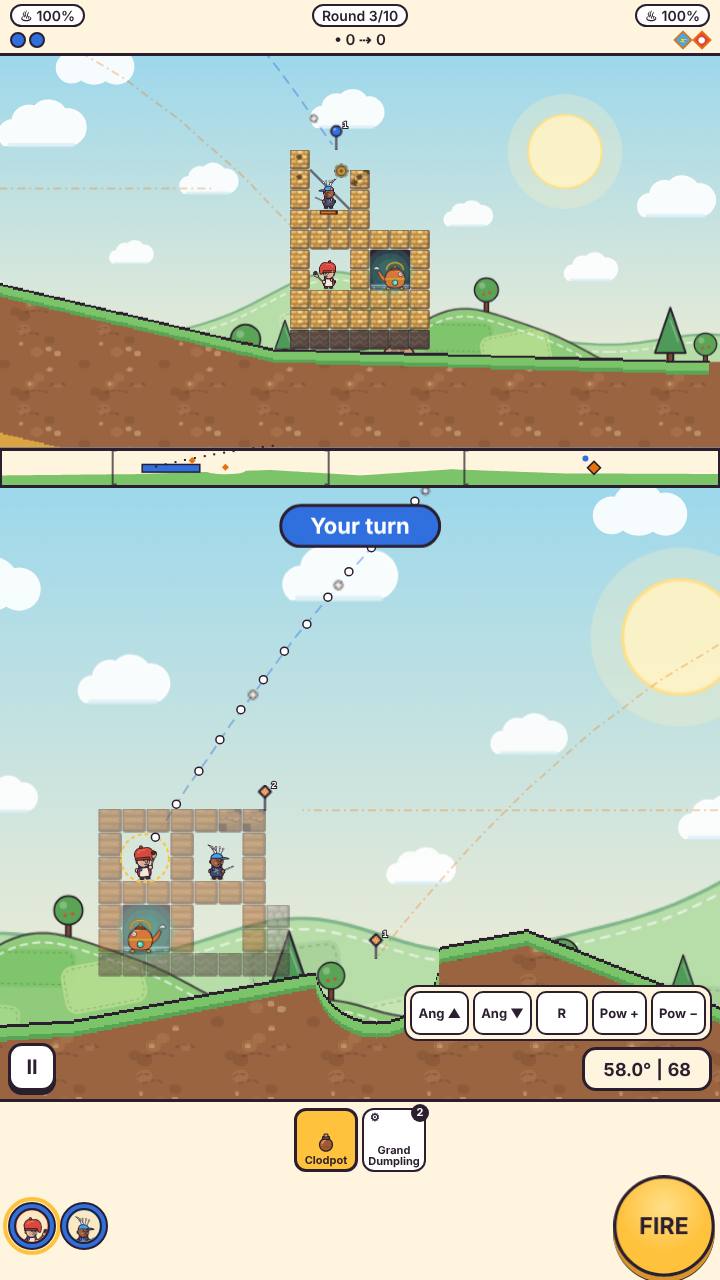 ♨ 100%
Round 3/10
♨ 100%
• 0 ⇢ 0
1
Your turn
2
1
Ang ▲
Ang ▼
R
Pow +
Pow −
58.0° | 68
Clodpot
2
Grand
Dumpling
FIRE